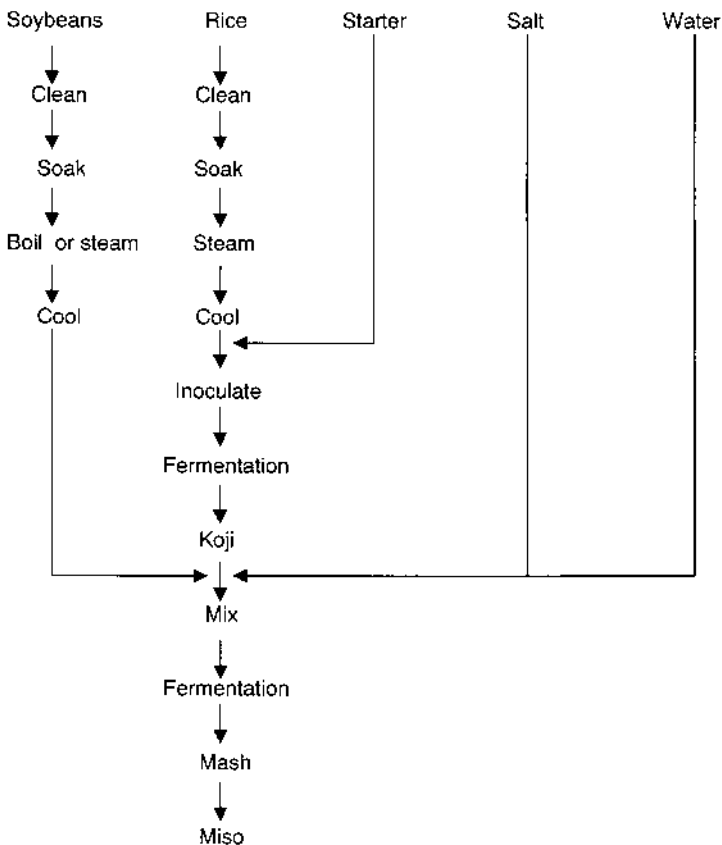 Soybeans Rice Starter Salt Water
Clean Clean
Soak Soak
Boil or steam Steam
Cool Cool
Inoculate
Fermentation
Koji
Mix
Fermentation
Mash
Miso